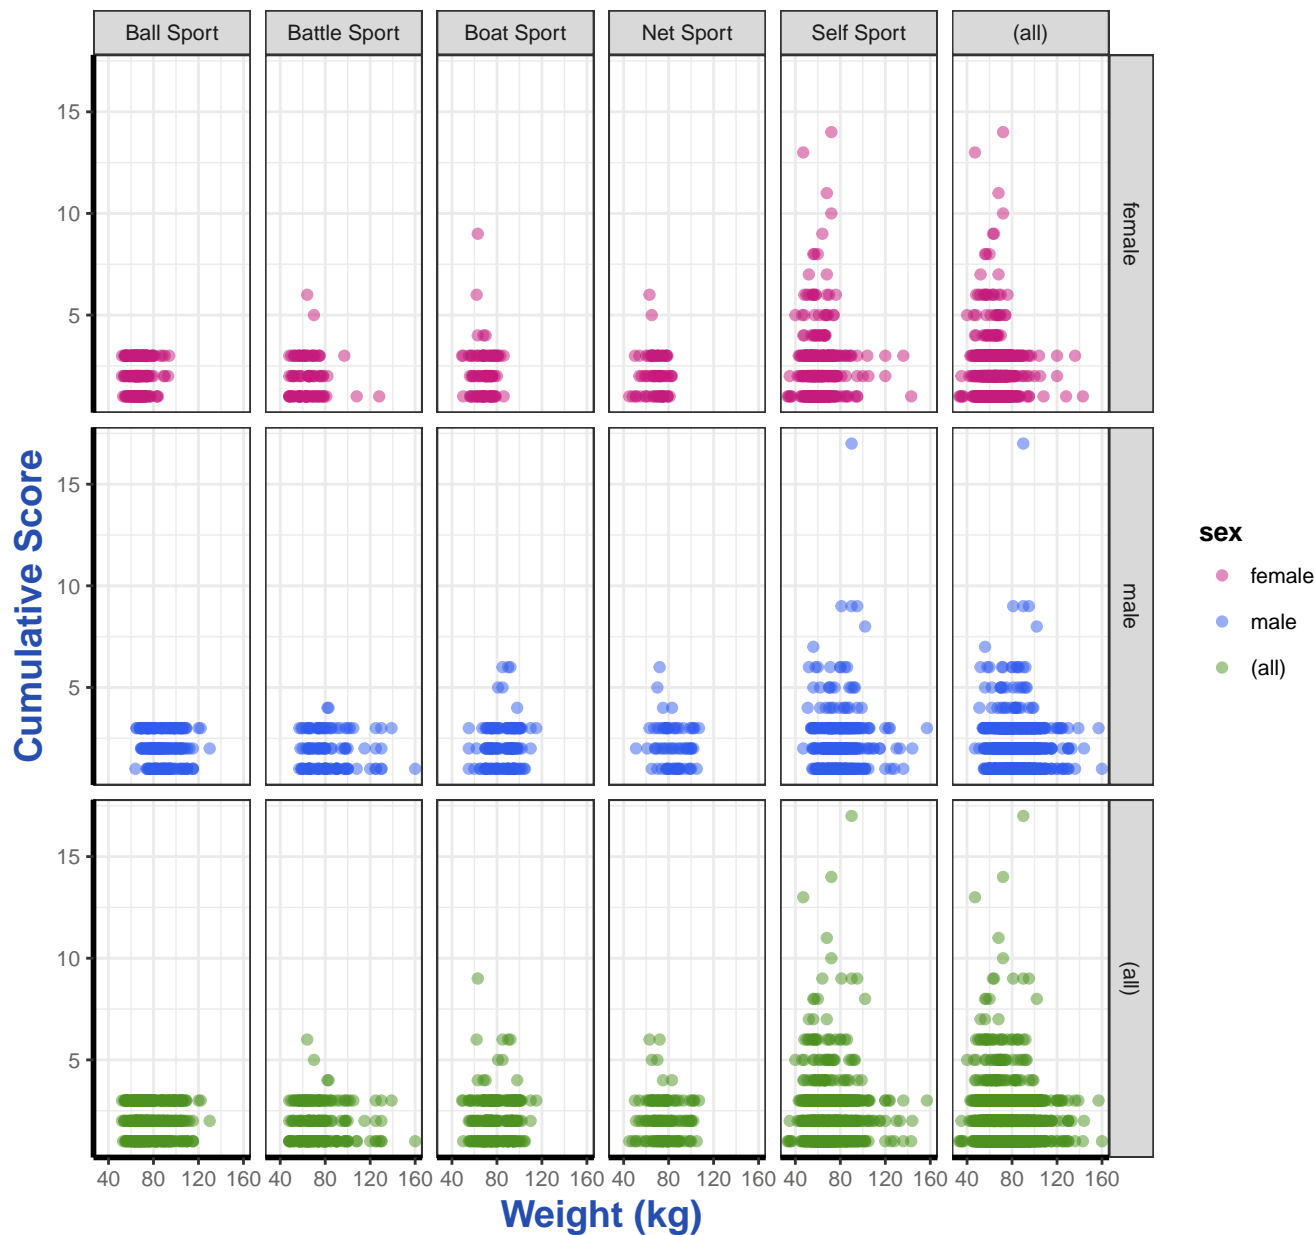 Ball Sport Battle Sport Boat Sport Net Sport Self Sport (all)
15
10
5
female
15
10
5
male
15
10
5
(all)
Cumulative Score
40 80 120 160 40 80 120 160 40 80 120 160 40 80 120 160 40 80 120 160 40 80 120 160
Weight (kg)
sex
female
male
(all)